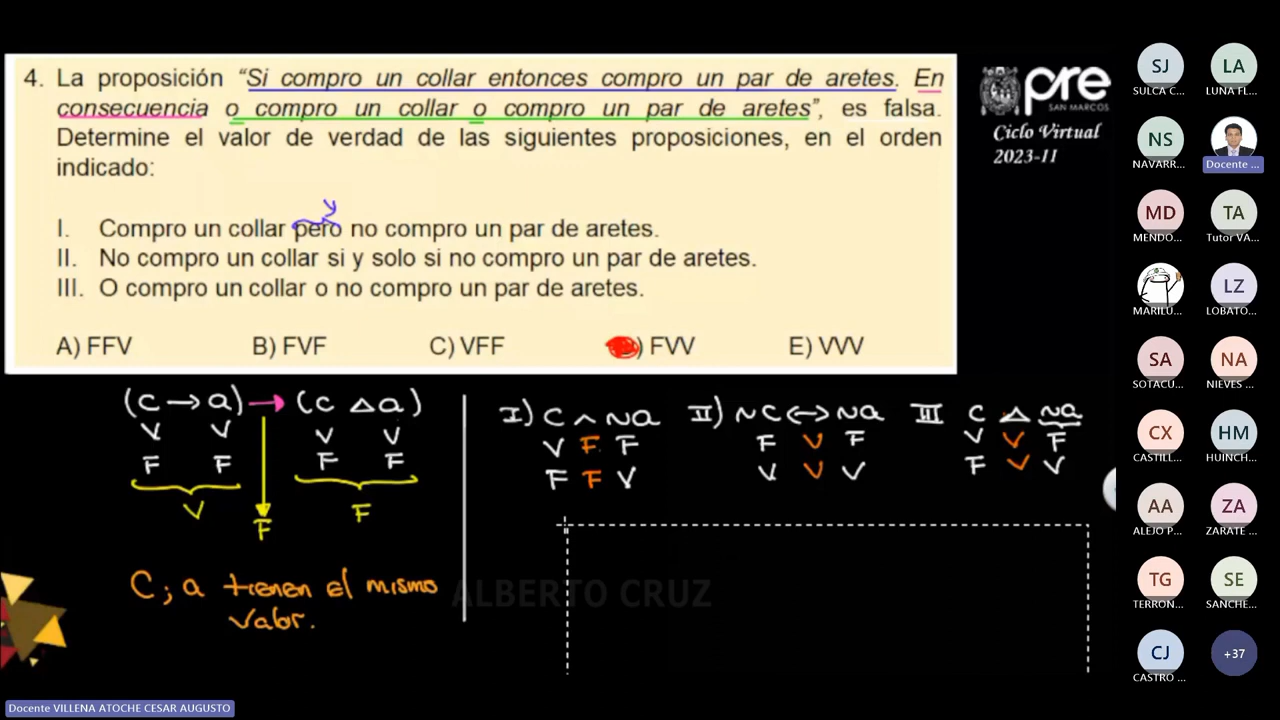 4. La proposición “Si compro un collar entonces compro un par de aretes. En
consecuencia o compro un collar o compro un par de aretes”, es falsa.
Determine el valor de verdad de las siguientes proposiciones, en el orden
indicado:
I. Compro un collar pero no compro un par de aretes.
II. No compro un collar si y solo si no compro un par de aretes.
III. O compro un collar o no compro un par de aretes.
A) FFV B) FVF C) VFF ) FVV E) VVV
pre
SAN MARCOS
Ciclo Virtual
2023-II
(C → a) → (C Δ a)
V V V V
F F F F
V F F
C ; a tienen el mismo
valor.
I) C ∧ ~a II) ~C ↔ ~a III C Δ ~a
V F F F V F V V F
F F V V V V F V V
ALBERTO CRUZ
SJ LA
SULCA C... LUNA FL...
NS
NAVARR... Docente ...
MD TA
MENDO... Tutor VA...
LZ
MARILU... LOBATO...
SA NA
SOTACU... NIEVES ...
CX HM
CASTILL... HUINCH...
AA ZA
ALEJO P... ZARATE ...
TG SE
TERRON... SANCHE...
CJ +37
CASTRO ...
Docente VILLENA ATOCHE CESAR AUGUSTO